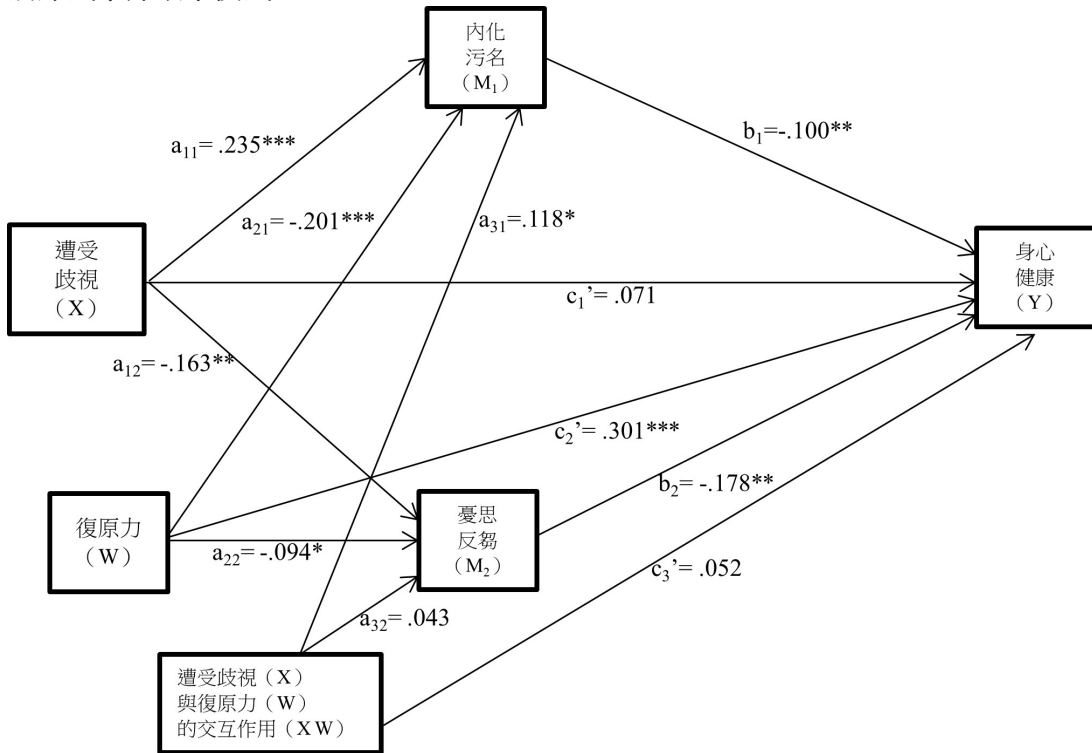 內化
污名
（M₁）
b₁=-.100**
a₁₁= .235***
a₂₁= -.201***
a₃₁=.118*
遭受
歧視
（X）
身心
健康
（Y）
c₁’= .071
a₁₂= -.163**
c₂’= .301***
b₂= -.178**
復原力
（W）
憂思
反芻
（M₂）
a₂₂= -.094*
c₃’= .052
a₃₂= .043
遭受歧視（X）
與復原力（W）
的交互作用（XW）